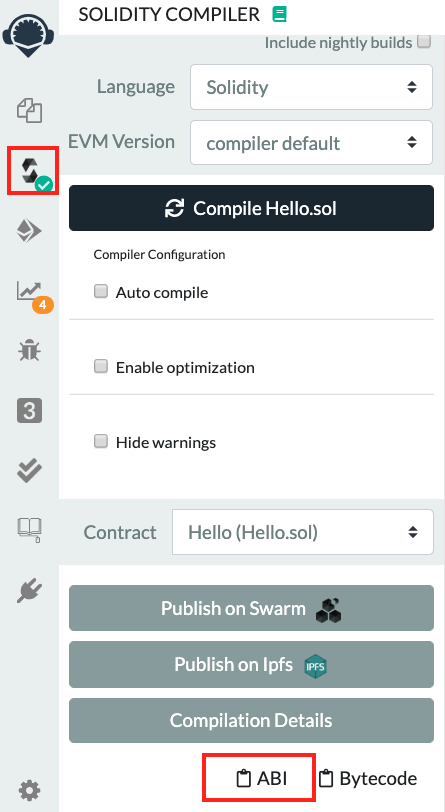 SOLIDITY COMPILER
Include nightly builds
Language Solidity
EVM Version compiler default
Compile Hello.sol
Compiler Configuration
Auto compile
4
Enable optimization
3
Hide warnings
Contract Hello (Hello.sol)
Publish on Swarm
Publish on Ipfs IPFS
Compilation Details
ABI Bytecode